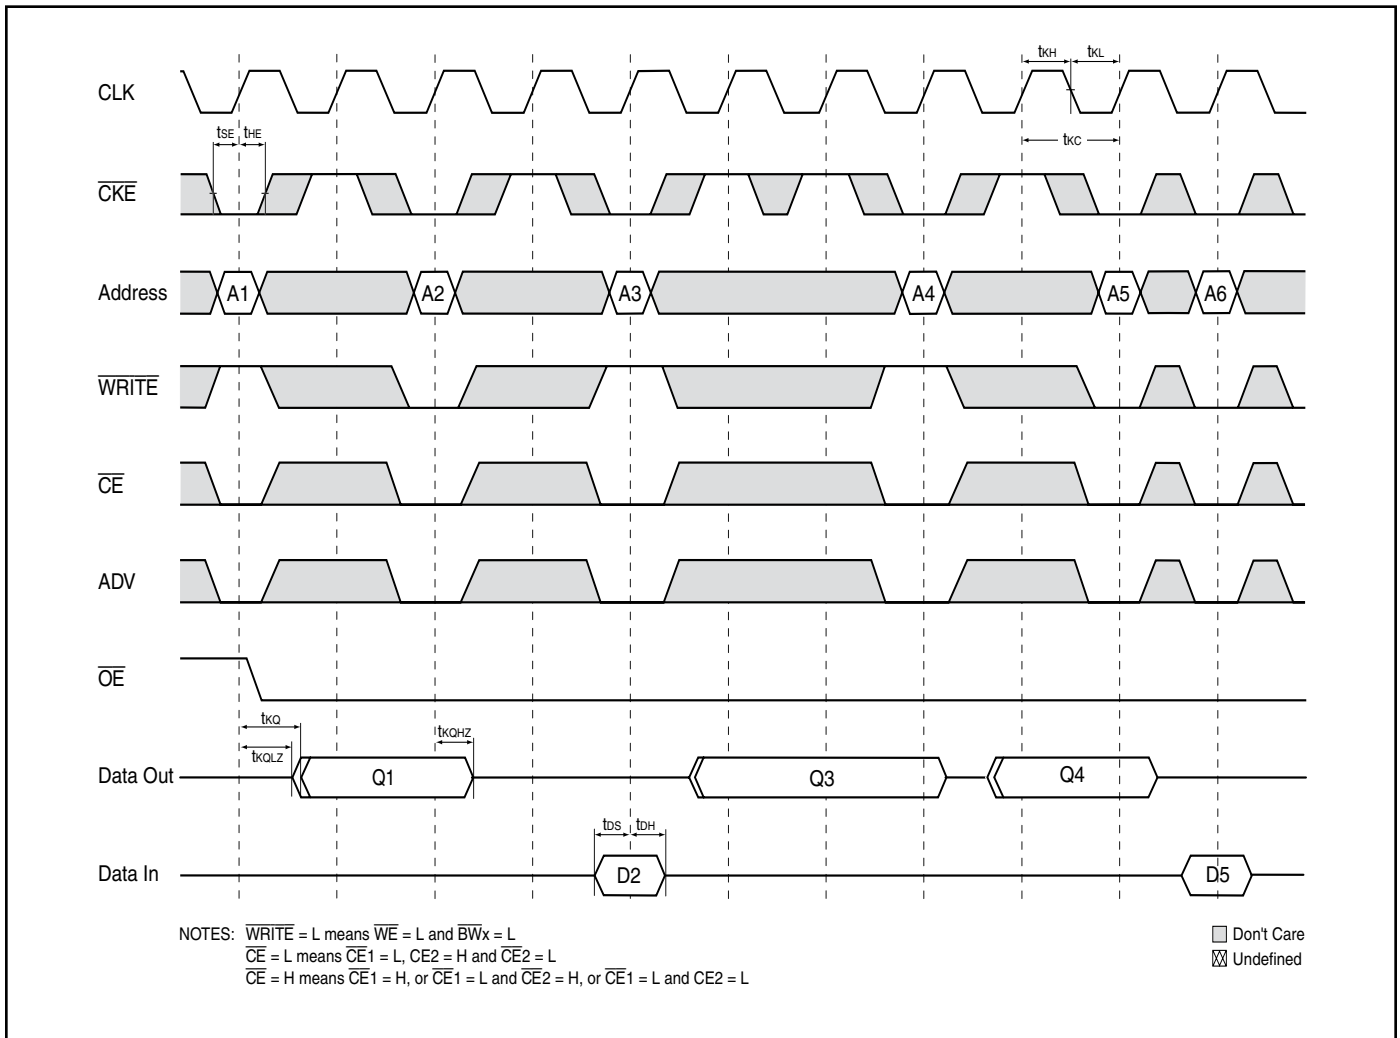 tKH tKL
CLK
tSE tHE
tKC
CKE
Address A1 A2 A3 A4 A5 A6
WRITE
CE
ADV
OE
tKQ
tKQLZ
tKQHZ
Data Out Q1 Q3 Q4
tDS tDH
Data In D2 D5
NOTES: WRITE = L means WE = L and BWx = L
CE = L means CE1 = L, CE2 = H and CE2 = L
CE = H means CE1 = H, or CE1 = L and CE2 = H, or CE1 = L and CE2 = L
Don't Care
Undefined